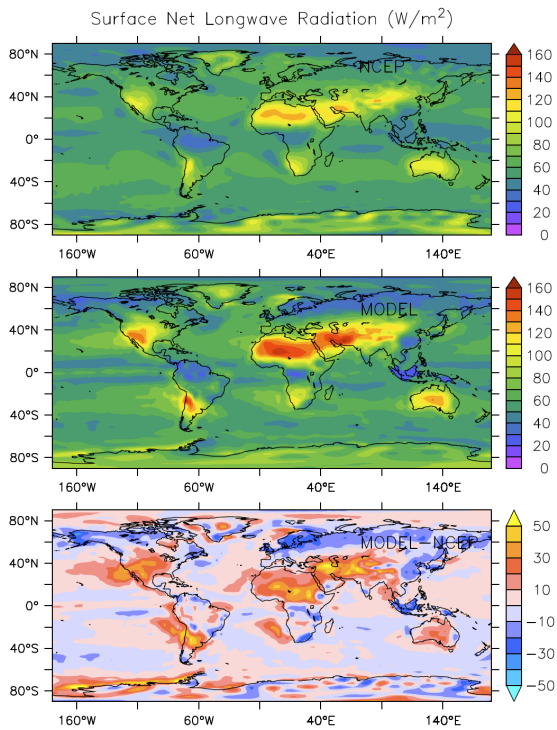 Surface Net Longwave Radiation (W/m²)
NCEP
80°N
40°N
0°
40°S
80°S
160°W 60°W 40°E 140°E
160
140
120
100
80
60
40
20
0
MODEL
80°N
40°N
0°
40°S
80°S
160°W 60°W 40°E 140°E
160
140
120
100
80
60
40
20
0
MODEL-NCEP
80°N
40°N
0°
40°S
80°S
160°W 60°W 40°E 140°E
50
30
10
−10
−30
−50